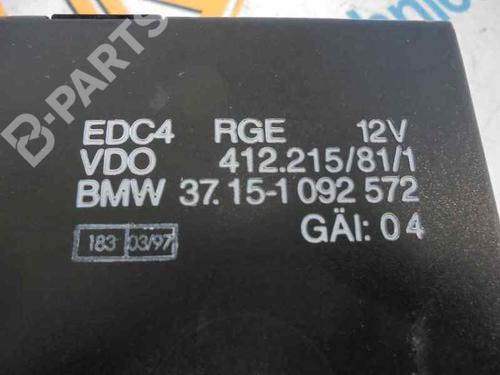 B-PARTS
EDC4 RGE 12V
VDO 412.215/81/1
BMW 37.15-1 092 572
GÄI: 04
183 03/97